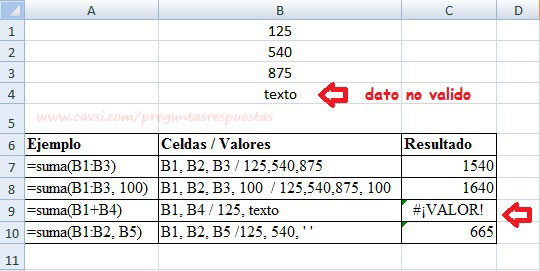 A B C D
1 125
2 540
3 875
4 texto dato no valido
5 www.cavsi.com/preguntasrespuestas
6 Ejemplo Celdas / Valores Resultado
7 =suma(B1:B3) B1, B2, B3 / 125,540,875 1540
8 =suma(B1:B3, 100) B1, B2, B3, 100 / 125,540,875, 100 1640
9 =suma(B1+B4) B1, B4 / 125, texto #¡VALOR!
10 =suma(B1:B2, B5) B1, B2, B5 /125, 540, ' ' 665
11